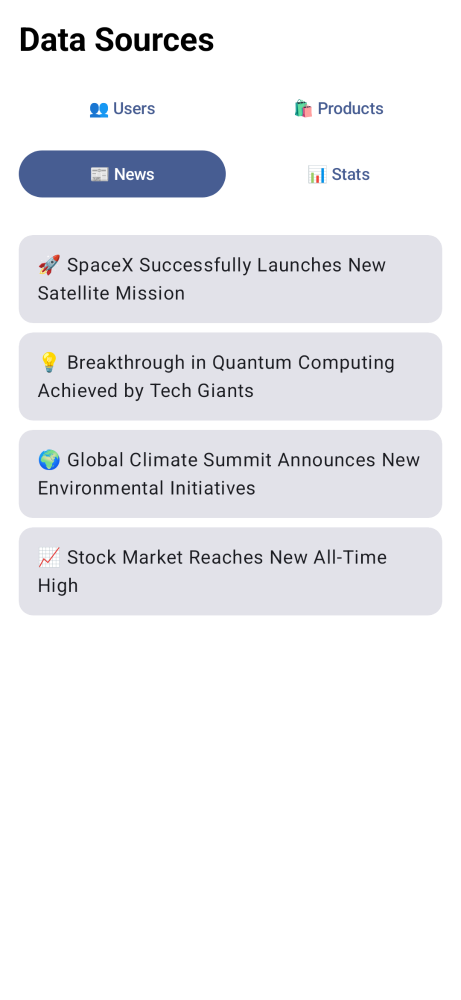 Data Sources
👥 Users
🛍️ Products
📰 News
📊 Stats
🚀 SpaceX Successfully Launches New
Satellite Mission
💡 Breakthrough in Quantum Computing
Achieved by Tech Giants
🌍 Global Climate Summit Announces New
Environmental Initiatives
📈 Stock Market Reaches New All-Time
High